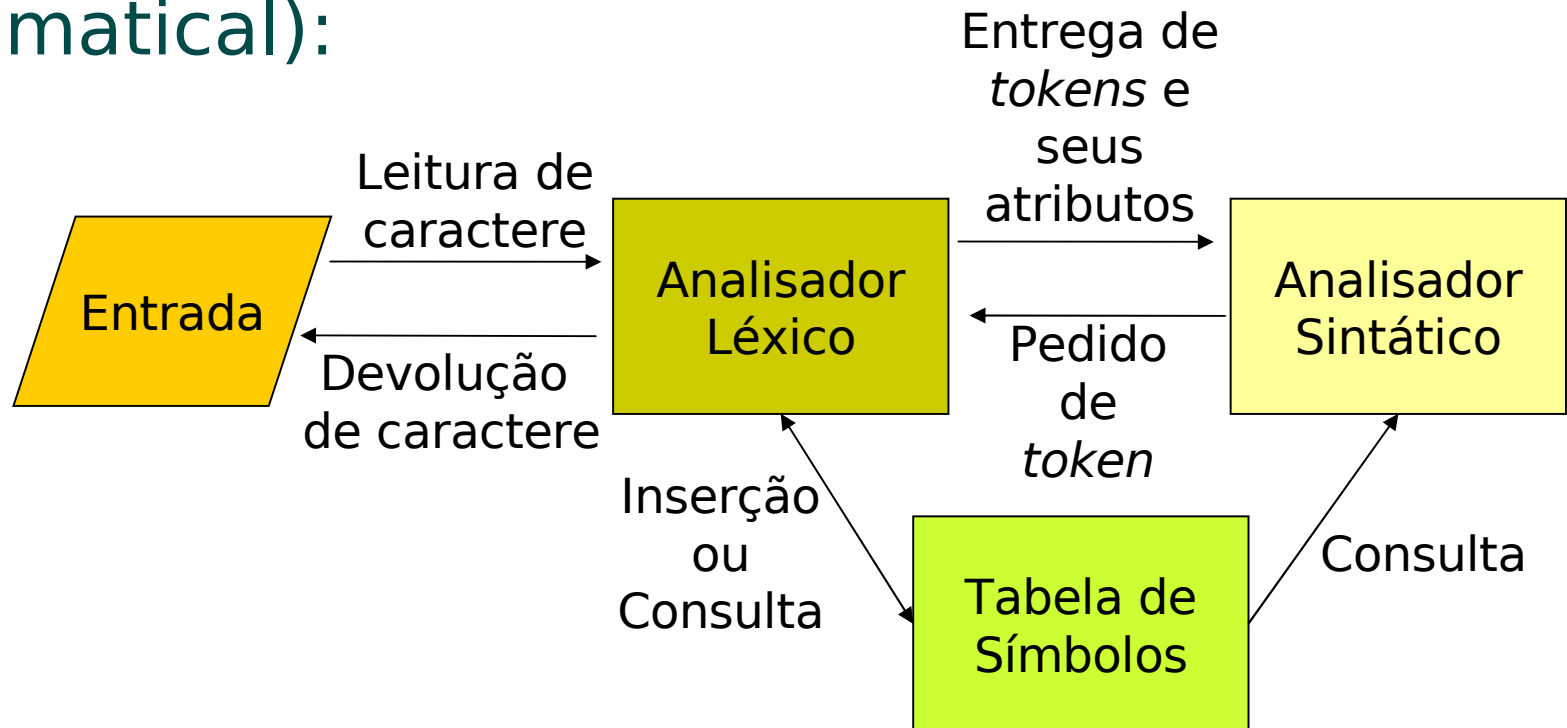 matical):
Entrega de
tokens e
seus
atributos
Leitura de
caractere
Entrada
Devolução
de caractere
Analisador
Léxico
Pedido
de
token
Analisador
Sintático
Inserção
ou
Consulta
Tabela de
Símbolos
Consulta